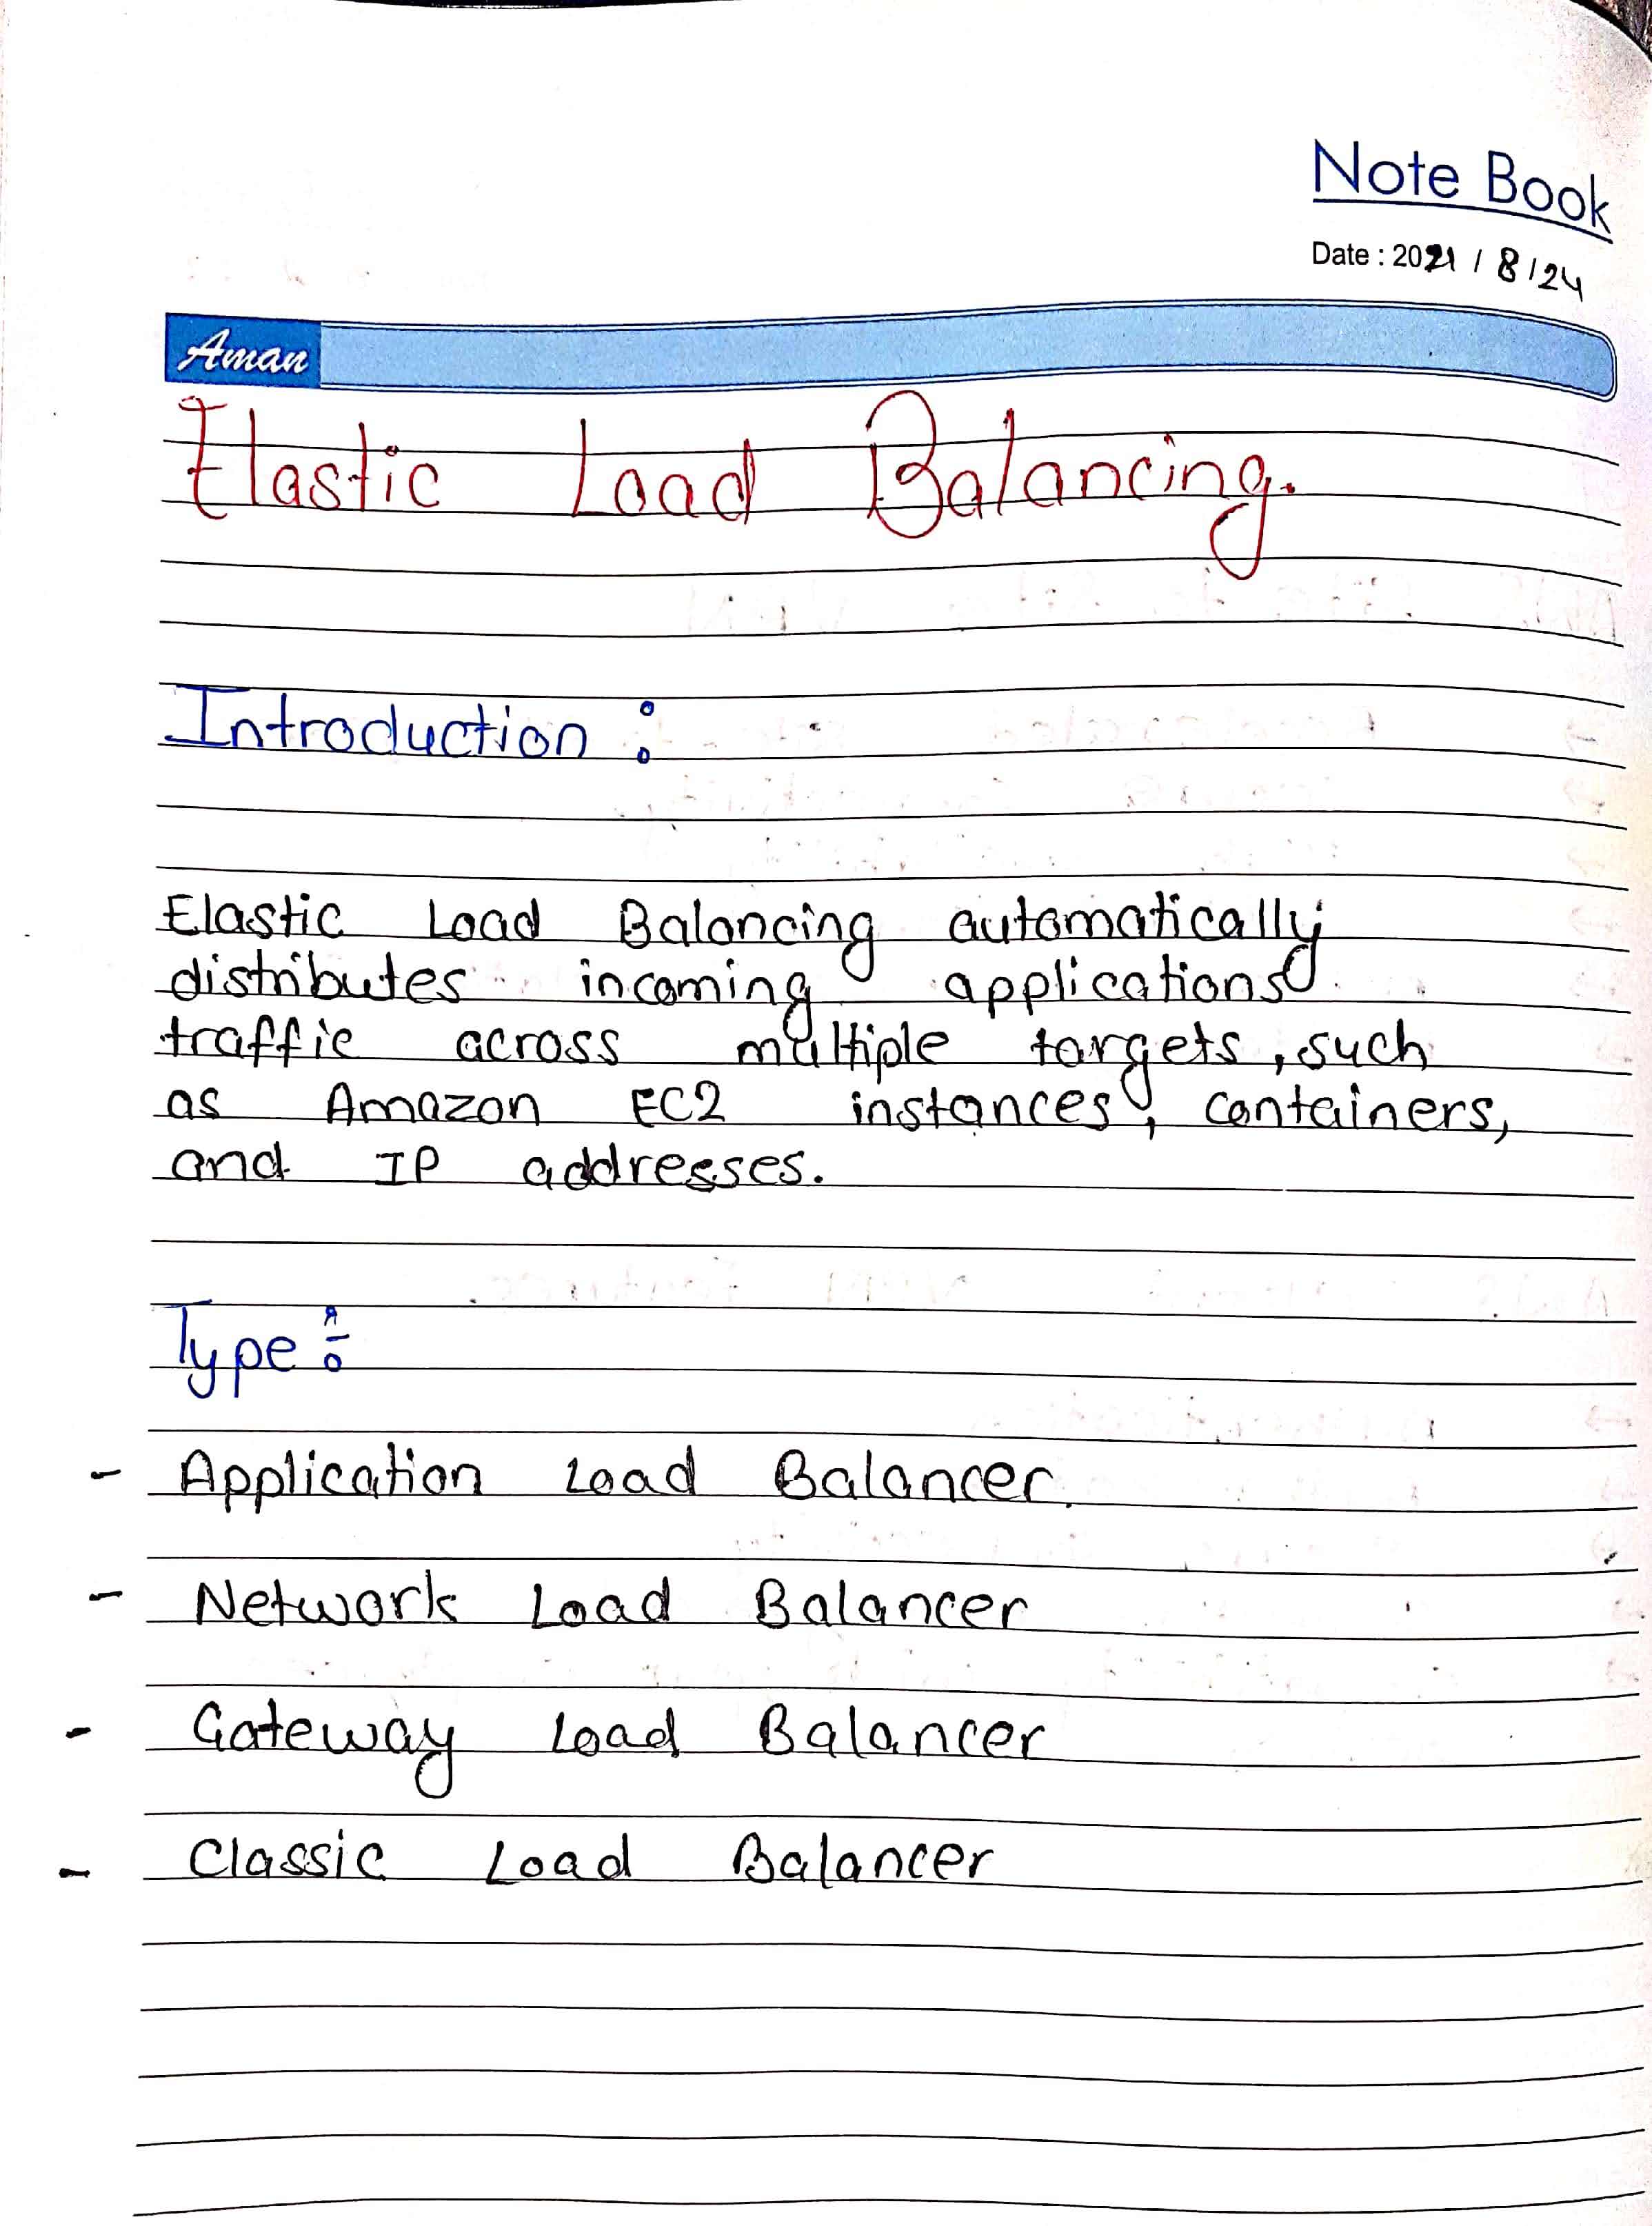 Note Book
Date : 2021 / 8 / 24
Aman
Elastic Load Balancing.
Introduction :
Elastic Load Balancing automatically
distributes incoming applications
traffic across multiple targets, such
as Amazon EC2 instances, containers,
and IP addresses.
Type :-
- Application Load Balancer.
- Network Load Balancer
- Gateway Load Balancer
- Classic Load Balancer